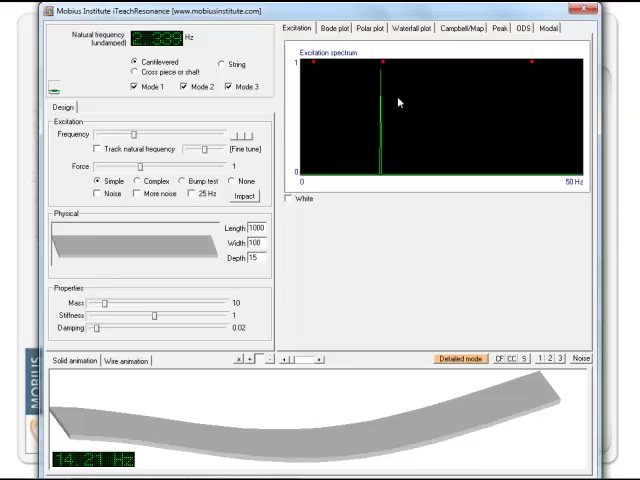 Mobius Institute iTeachResonance [www.mobiusinstitute.com]
Natural frequency (undamped) 2.339 Hz
Cantilevered
String
Cross piece or shaft
Mode 1 Mode 2 Mode 3
Design
Excitation
Frequency
Track natural frequency [Fine tune]
Force 1
Simple Complex Bump test None
Noise More noise 25 Hz Impact
Physical
Length 1000
Width 100
Depth 15
Properties
Mass 10
Stiffness 1
Damping 0.02
Excitation Bode plot Polar plot Waterfall plot Campbell/Map Peak ODS Modal
Excitation spectrum
1
0
0 50 Hz
White
Solid animation Wire animation x + - Detailed mode CF CC S 1 2 3 Noise
14.21 Hz
MOBIUS